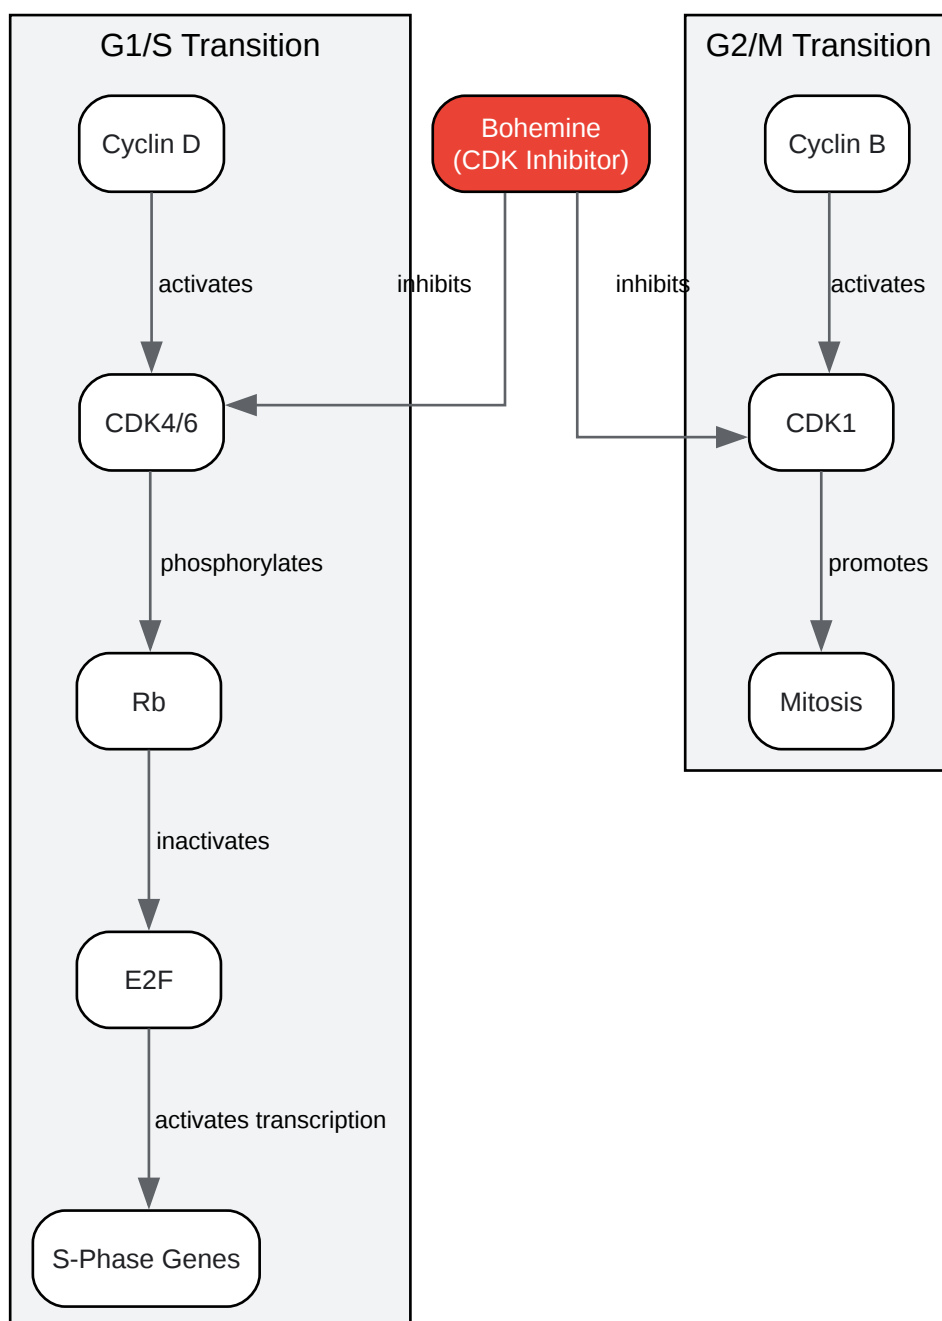 G1/S Transition
Cyclin D
activates
CDK4/6
phosphorylates
Rb
inactivates
E2F
activates transcription
S-Phase Genes
Bohemine
(CDK Inhibitor)
inhibits
inhibits
G2/M Transition
Cyclin B
activates
CDK1
promotes
Mitosis